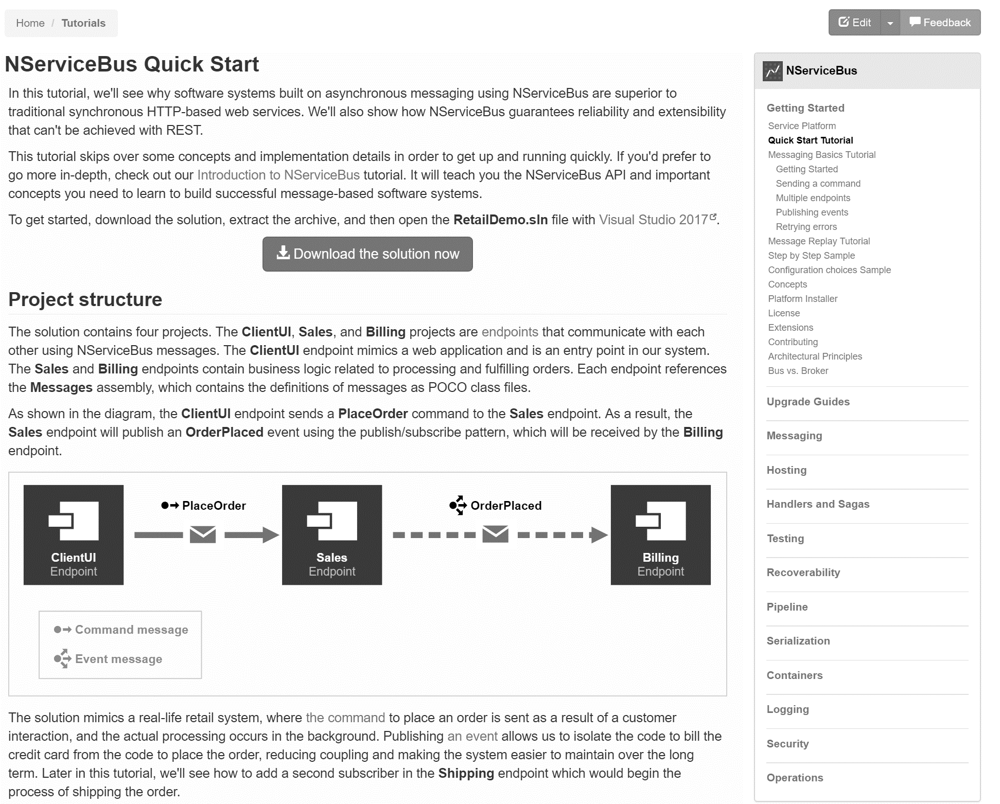 Home / Tutorials
Edit
Feedback
NServiceBus Quick Start
In this tutorial, we'll see why software systems built on asynchronous messaging using NServiceBus are superior to
traditional synchronous HTTP-based web services. We'll also show how NServiceBus guarantees reliability and extensibility
that can't be achieved with REST.
This tutorial skips over some concepts and implementation details in order to get up and running quickly. If you'd prefer to
go more in-depth, check out our Introduction to NServiceBus tutorial. It will teach you the NServiceBus API and important
concepts you need to learn to build successful message-based software systems.
To get started, download the solution, extract the archive, and then open the RetailDemo.sln file with Visual Studio 2017.
Download the solution now
Project structure
The solution contains four projects. The ClientUI, Sales, and Billing projects are endpoints that communicate with each
other using NServiceBus messages. The ClientUI endpoint mimics a web application and is an entry point in our system.
The Sales and Billing endpoints contain business logic related to processing and fulfilling orders. Each endpoint references
the Messages assembly, which contains the definitions of messages as POCO class files.
As shown in the diagram, the ClientUI endpoint sends a PlaceOrder command to the Sales endpoint. As a result, the
Sales endpoint will publish an OrderPlaced event using the publish/subscribe pattern, which will be received by the Billing
endpoint.
PlaceOrder
OrderPlaced
ClientUI
Endpoint
Sales
Endpoint
Billing
Endpoint
Command message
Event message
The solution mimics a real-life retail system, where the command to place an order is sent as a result of a customer
interaction, and the actual processing occurs in the background. Publishing an event allows us to isolate the code to bill the
credit card from the code to place the order, reducing coupling and making the system easier to maintain over the long
term. Later in this tutorial, we'll see how to add a second subscriber in the Shipping endpoint which would begin the
process of shipping the order.
NServiceBus
Getting Started
Service Platform
Quick Start Tutorial
Messaging Basics Tutorial
Getting Started
Sending a command
Multiple endpoints
Publishing events
Retrying errors
Message Replay Tutorial
Step by Step Sample
Configuration choices Sample
Concepts
Platform Installer
License
Extensions
Contributing
Architectural Principles
Bus vs. Broker
Upgrade Guides
Messaging
Hosting
Handlers and Sagas
Testing
Recoverability
Pipeline
Serialization
Containers
Logging
Security
Operations